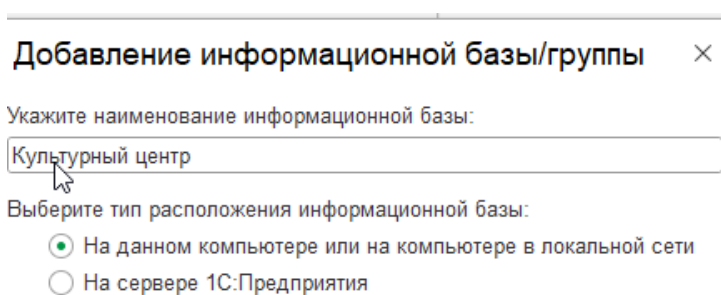 Добавление информационной базы/группы
Укажите наименование информационной базы:
Культурный центр
Выберите тип расположения информационной базы:
На данном компьютере или на компьютере в локальной сети
На сервере 1С:Предприятия